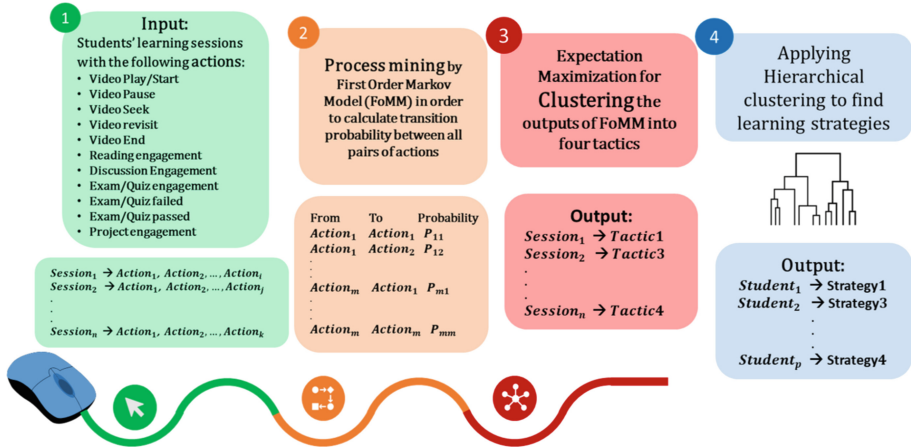 1
Input:
Students' learning sessions
with the following actions:
• Video Play/Start
• Video Pause
• Video Seek
• Video revisit
• Video End
• Reading engagement
• Discussion Engagement
• Exam/Quiz engagement
• Exam/Quiz failed
• Exam/Quiz passed
• Project engagement
Session₁ → Action₁, Action₂, ..., Actionᵢ
Session₂ → Action₁, Action₂, ..., Actionⱼ
.
.
.
Sessionₙ → Action₁, Action₂, ..., Actionₖ
2
Process mining by
First Order Markov
Model (FoMM) in order
to calculate transition
probability between all
pairs of actions
From To Probability
Action₁ Action₁ P₁₁
Action₁ Action₂ P₁₂
.
.
.
Actionₘ Action₁ Pₘ₁
.
.
.
Actionₘ Actionₘ Pₘₘ
3
Expectation
Maximization for
Clustering the
outputs of FoMM into
four tactics
Output:
Session₁ → Tactic1
Session₂ → Tactic3
.
.
.
Sessionₙ → Tactic4
4
Applying
Hierarchical
clustering to find
learning strategies
Output:
Student₁ → Strategy1
Student₂ → Strategy3
.
.
.
Studentₚ → Strategy4